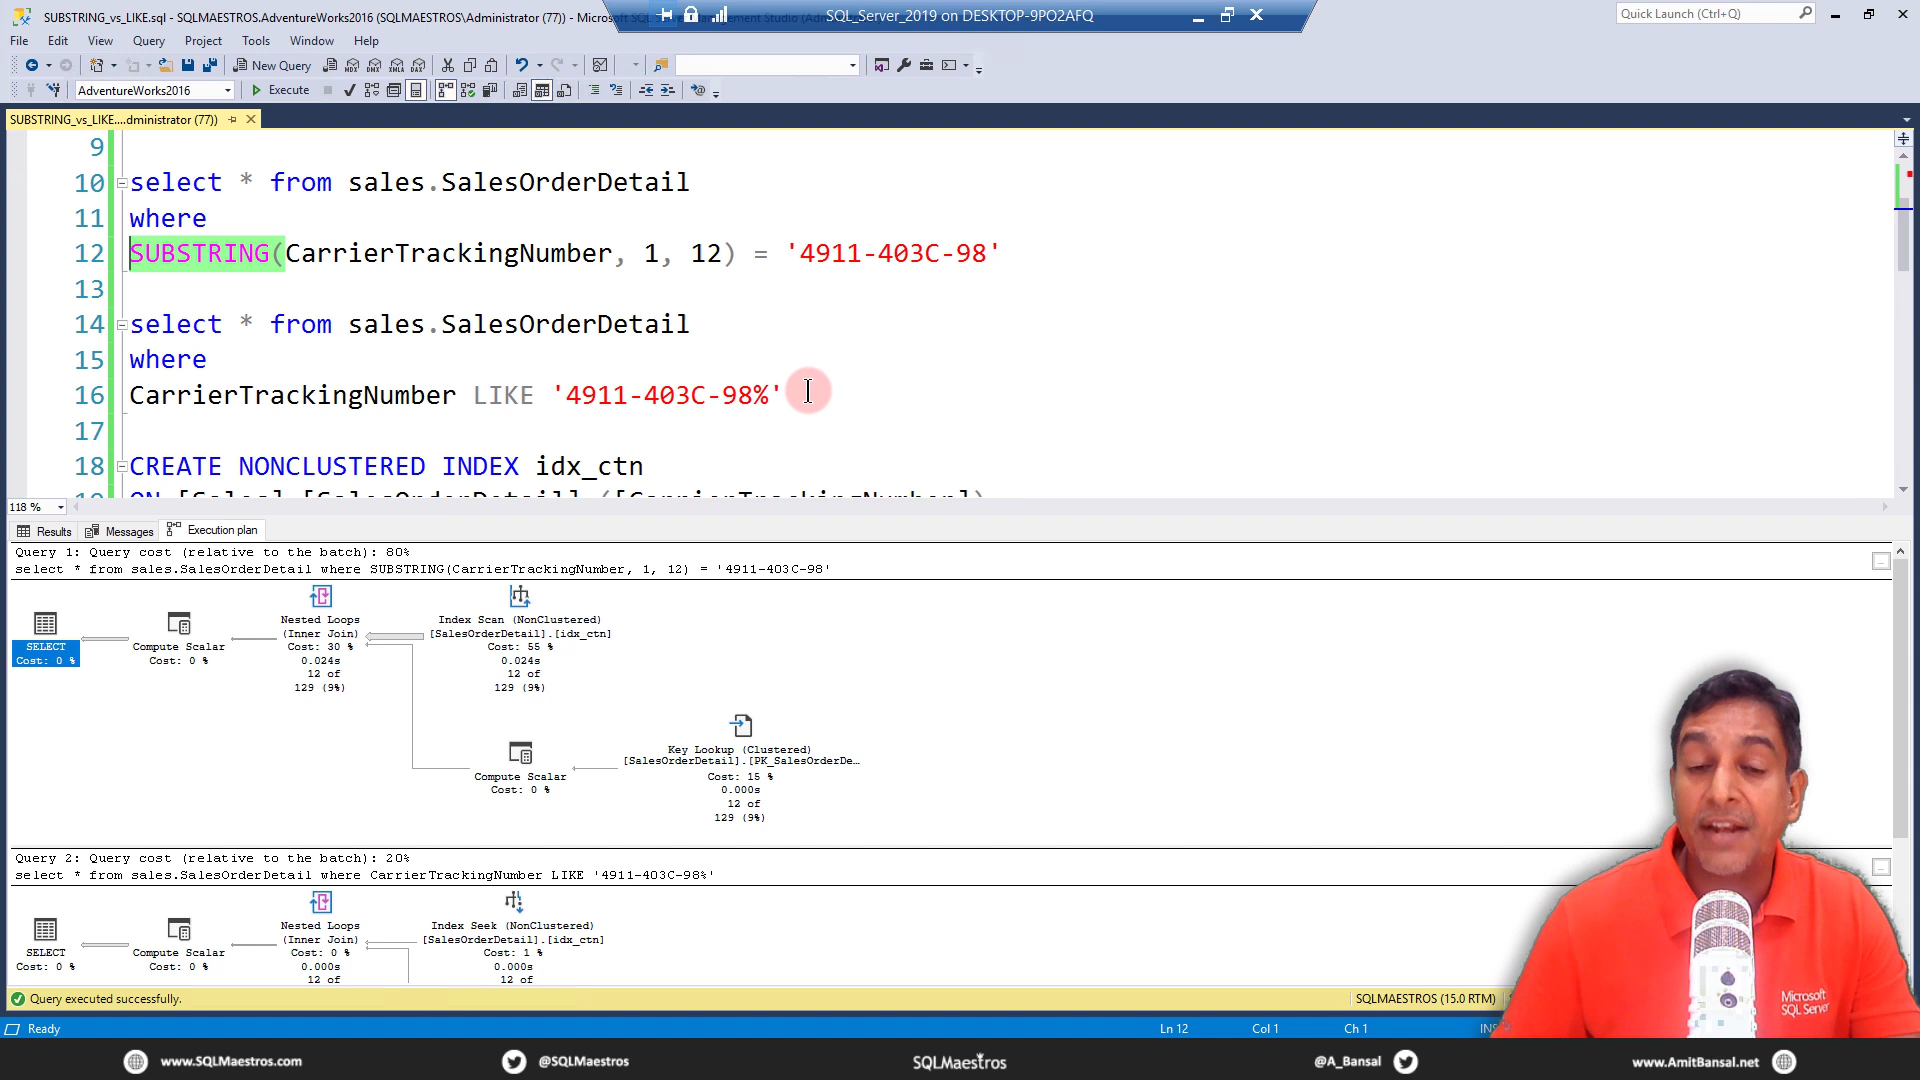 SUBSTRING_vs_LIKE.sql - SQLMAESTROS.AdventureWorks2016 (SQLMAESTROS\Administrator (77)) - Micros
SQL_Server_2019 on DESKTOP-9PO2AFQ
Quick Launch (Ctrl+Q)
File Edit View Query Project Tools Window Help
New Query
MDX DMX XMLA DAX
AdventureWorks2016
Execute
SUBSTRING_vs_LIKE....dministrator (77))
9
10 select * from sales.SalesOrderDetail
11 where
12 SUBSTRING(CarrierTrackingNumber, 1, 12) = '4911-403C-98'
13
14 select * from sales.SalesOrderDetail
15 where
16 CarrierTrackingNumber LIKE '4911-403C-98%'
17
18 CREATE NONCLUSTERED INDEX idx_ctn
ON [Sales].[SalesOrderDetail] ([CarrierTrackingNumber])
118 %
Results Messages Execution plan
Query 1: Query cost (relative to the batch): 80%
select * from sales.SalesOrderDetail where SUBSTRING(CarrierTrackingNumber, 1, 12) = '4911-403C-98'
SELECT
Cost: 0 %
Compute Scalar
Cost: 0 %
Nested Loops
(Inner Join)
Cost: 30 %
0.024s
12 of
129 (9%)
Index Scan (NonClustered)
[SalesOrderDetail].[idx_ctn]
Cost: 55 %
0.024s
12 of
129 (9%)
Compute Scalar
Cost: 0 %
Key Lookup (Clustered)
[SalesOrderDetail].[PK_SalesOrderDe…
Cost: 15 %
0.000s
12 of
129 (9%)
Query 2: Query cost (relative to the batch): 20%
select * from sales.SalesOrderDetail where CarrierTrackingNumber LIKE '4911-403C-98%'
SELECT
Cost: 0 %
Compute Scalar
Cost: 0 %
Nested Loops
(Inner Join)
Cost: 0 %
0.000s
12 of
Index Seek (NonClustered)
[SalesOrderDetail].[idx_ctn]
Cost: 1 %
0.000s
12 of
Query executed successfully.
SQLMAESTROS (15.0 RTM)
Ready
Ln 12 Col 1 Ch 1 INS
Microsoft
SQL Server
www.SQLMaestros.com
@SQLMaestros
SQLMaestros
@A_Bansal
www.AmitBansal.net